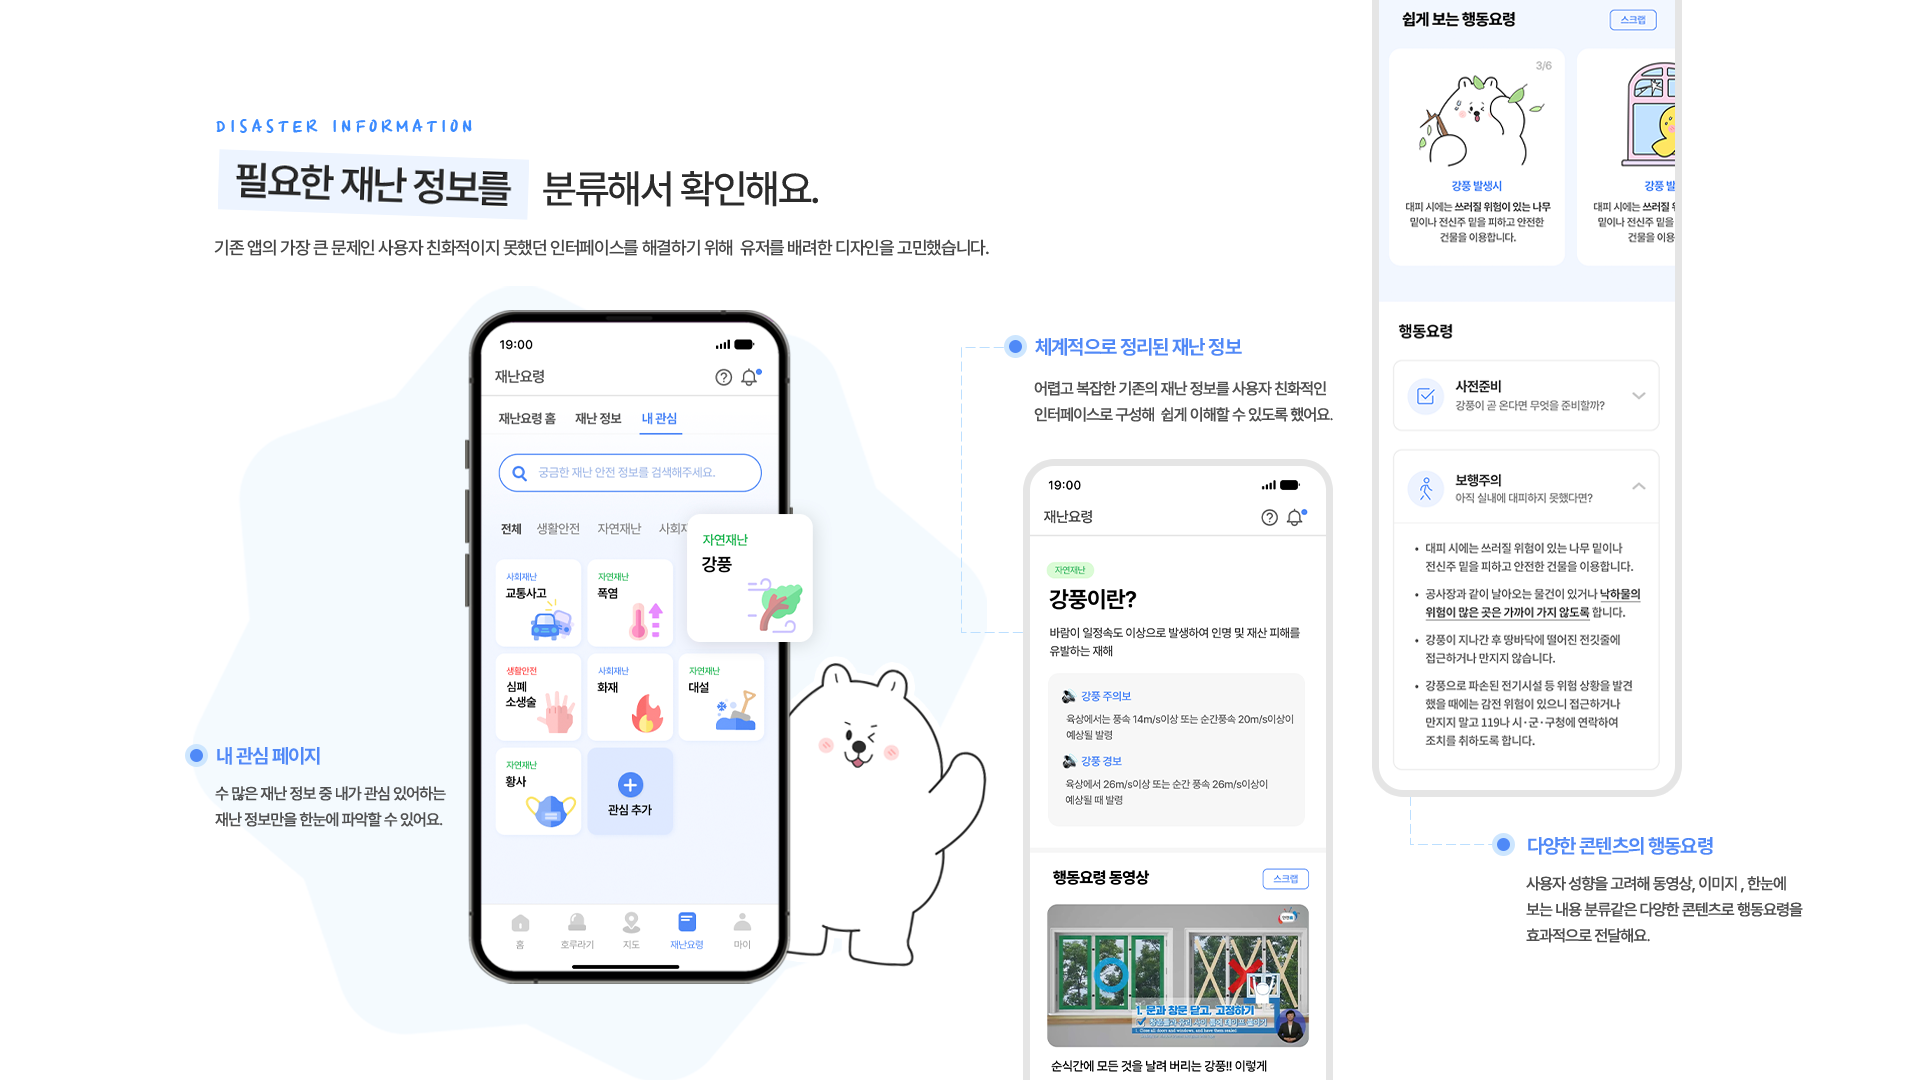 DISASTER INFORMATION
필요한 재난 정보를 분류해서 확인해요.
기존 앱의 가장 큰 문제인 사용자 친화적이지 못했던 인터페이스를 해결하기 위해 유저를 배려한 디자인을 고민했습니다.
19:00
재난요령
재난요령 홈 재난 정보 내 관심
궁금한 재난 안전 정보를 검색해주세요.
전체 생활안전 자연재난 사회재
자연재난
강풍
사회재난
교통사고
자연재난
폭염
생활안전
심폐
소생술
사회재난
화재
자연재난
대설
자연재난
황사
관심 추가
홈 호루라기 지도 재난요령 마이
내 관심 페이지
수 많은 재난 정보 중 내가 관심 있어하는
재난 정보만을 한눈에 파악할 수 있어요.
체계적으로 정리된 재난 정보
어렵고 복잡한 기존의 재난 정보를 사용자 친화적인
인터페이스로 구성해 쉽게 이해할 수 있도록 했어요.
19:00
재난요령
자연재난
강풍이란?
바람이 일정속도 이상으로 발생하여 인명 및 재산 피해를
유발하는 재해
강풍 주의보
육상에서는 풍속 14m/s이상 또는 순간풍속 20m/s이상이
예상될 발령
강풍 경보
육상에서 26m/s이상 또는 순간 풍속 26m/s이상이
예상될 때 발령
행동요령 동영상 스크랩
1. 문과 창문 닫고, 고정하기
1. Close all doors and windows, and have them sealed
순식간에 모든 것을 날려 버리는 강풍!! 이렇게
쉽게 보는 행동요령 스크랩
3/6
강풍 발생시
대피 시에는 쓰러질 위험이 있는 나무
밑이나 전신주 밑을 피하고 안전한
건물을 이용합니다.
강풍 발
대피 시에는 쓰러질 위
밑이나 전신주 밑을
건물을 이용
행동요령
사전준비
강풍이 곧 온다면 무엇을 준비할까?
보행주의
아직 실내에 대피하지 못했다면?
• 대피 시에는 쓰러질 위험이 있는 나무 밑이나
전신주 밑을 피하고 안전한 건물을 이용합니다.
• 공사장과 같이 날아오는 물건이 있거나 낙하물의
위험이 많은 곳은 가까이 가지 않도록 합니다.
• 강풍이 지나간 후 땅바닥에 떨어진 전깃줄에
접근하거나 만지지 않습니다.
• 강풍으로 파손된 전기시설 등 위험 상황을 발견
했을 때에는 감전 위험이 있으니 접근하거나
만지지 말고 119나 시·군·구청에 연락하여
조치를 취하도록 합니다.
다양한 콘텐츠의 행동요령
사용자 성향을 고려해 동영상, 이미지 , 한눈에
보는 내용 분류같은 다양한 콘텐츠로 행동요령을
효과적으로 전달해요.